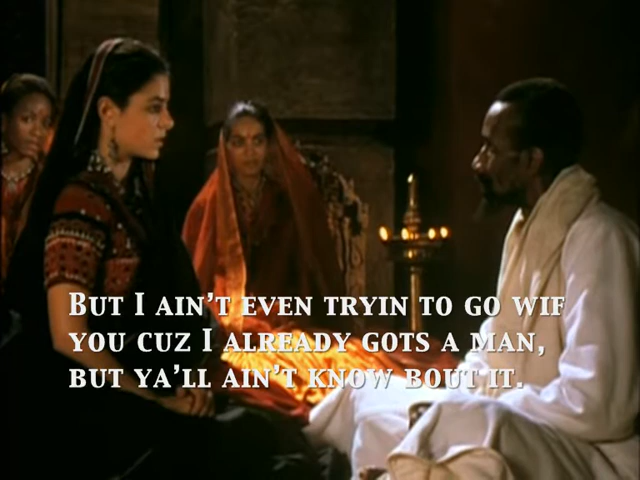 But I ain't even tryin to go wif
you cuz I already gots a man,
but ya'll ain't know bout it.